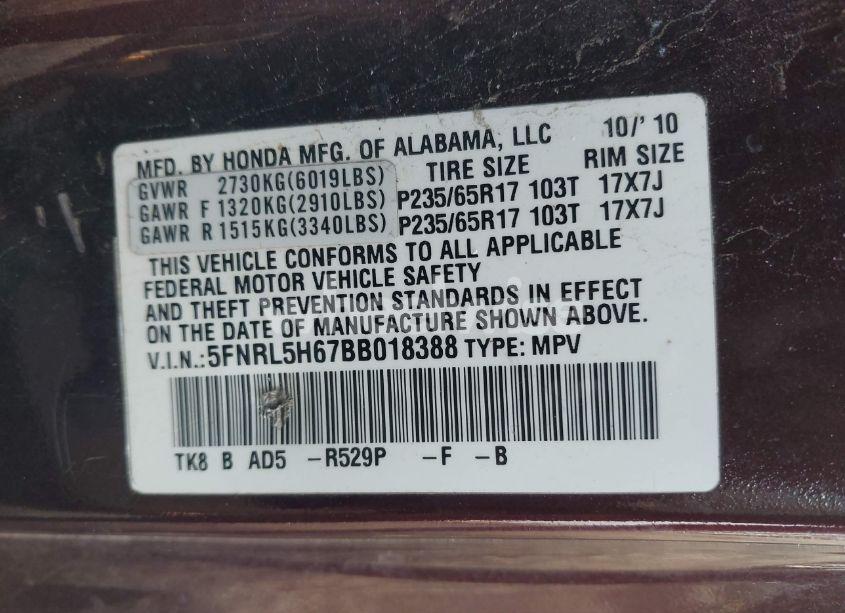 MFD. BY HONDA MFG. OF ALABAMA, LLC 10/'10
GVWR 2730KG(6019LBS) TIRE SIZE RIM SIZE
GAWR F 1320KG(2910LBS) P235/65R17 103T 17X7J
GAWR R 1515KG(3340LBS) P235/65R17 103T 17X7J
THIS VEHICLE CONFORMS TO ALL APPLICABLE
FEDERAL MOTOR VEHICLE SAFETY
AND THEFT PREVENTION STANDARDS IN EFFECT
ON THE DATE OF MANUFACTURE SHOWN ABOVE.
V.I.N.:5FNRL5H67BB018388 TYPE: MPV
TK8 B AD5 -R529P -F -B